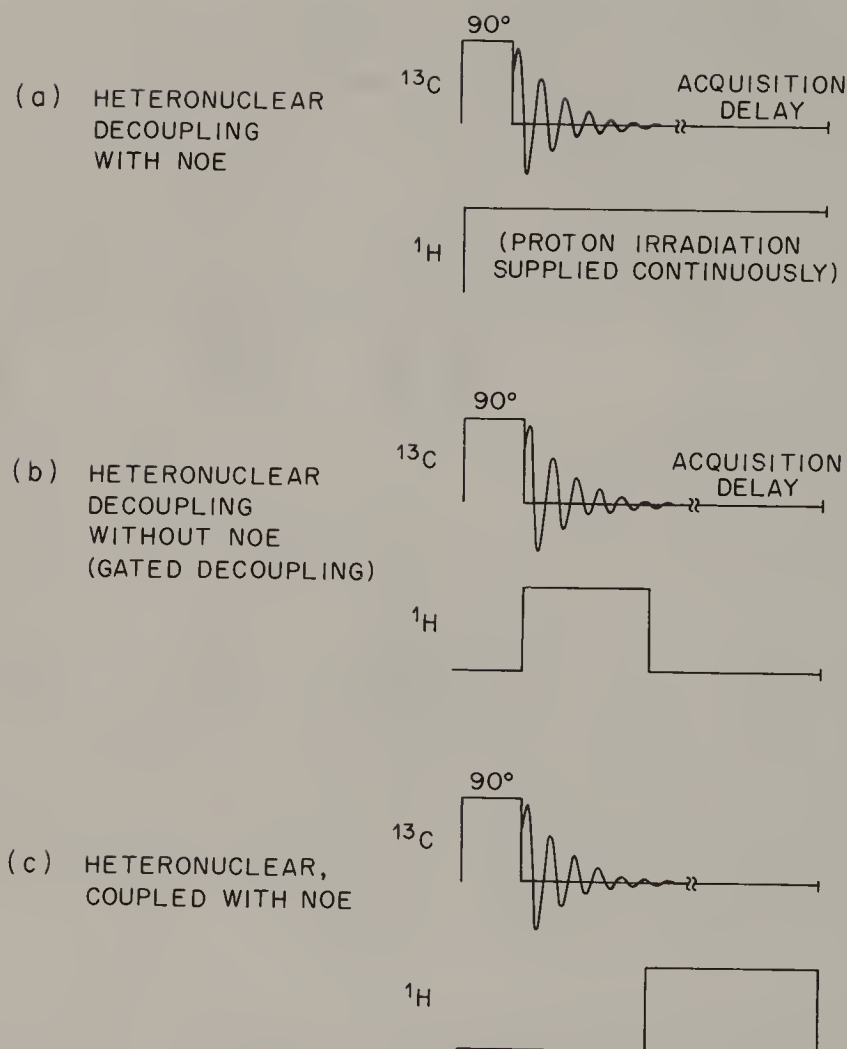 (a) HETERONUCLEAR
DECOUPLING
WITH NOE
90°
¹³C
ACQUISITION
DELAY
¹H
(PROTON IRRADIATION
SUPPLIED CONTINUOUSLY)
(b) HETERONUCLEAR
DECOUPLING
WITHOUT NOE
(GATED DECOUPLING)
90°
¹³C
ACQUISITION
DELAY
¹H
(c) HETERONUCLEAR,
COUPLED WITH NOE
90°
¹³C
¹H